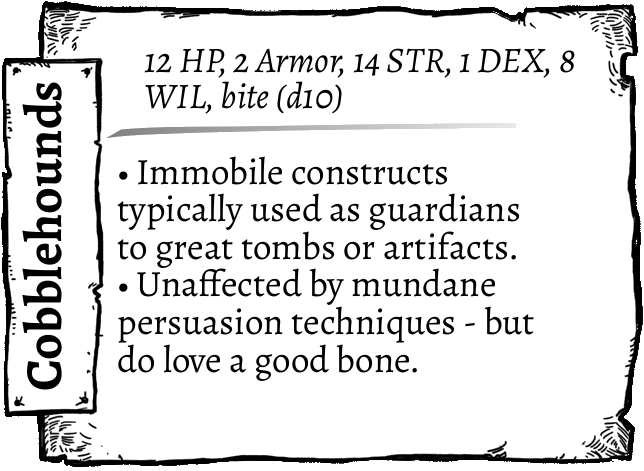 Cobblehounds
12 HP, 2 Armor, 14 STR, 1 DEX, 8
WIL, bite (d10)
• Immobile constructs
typically used as guardians
to great tombs or artifacts.
• Unaffected by mundane
persuasion techniques - but
do love a good bone.